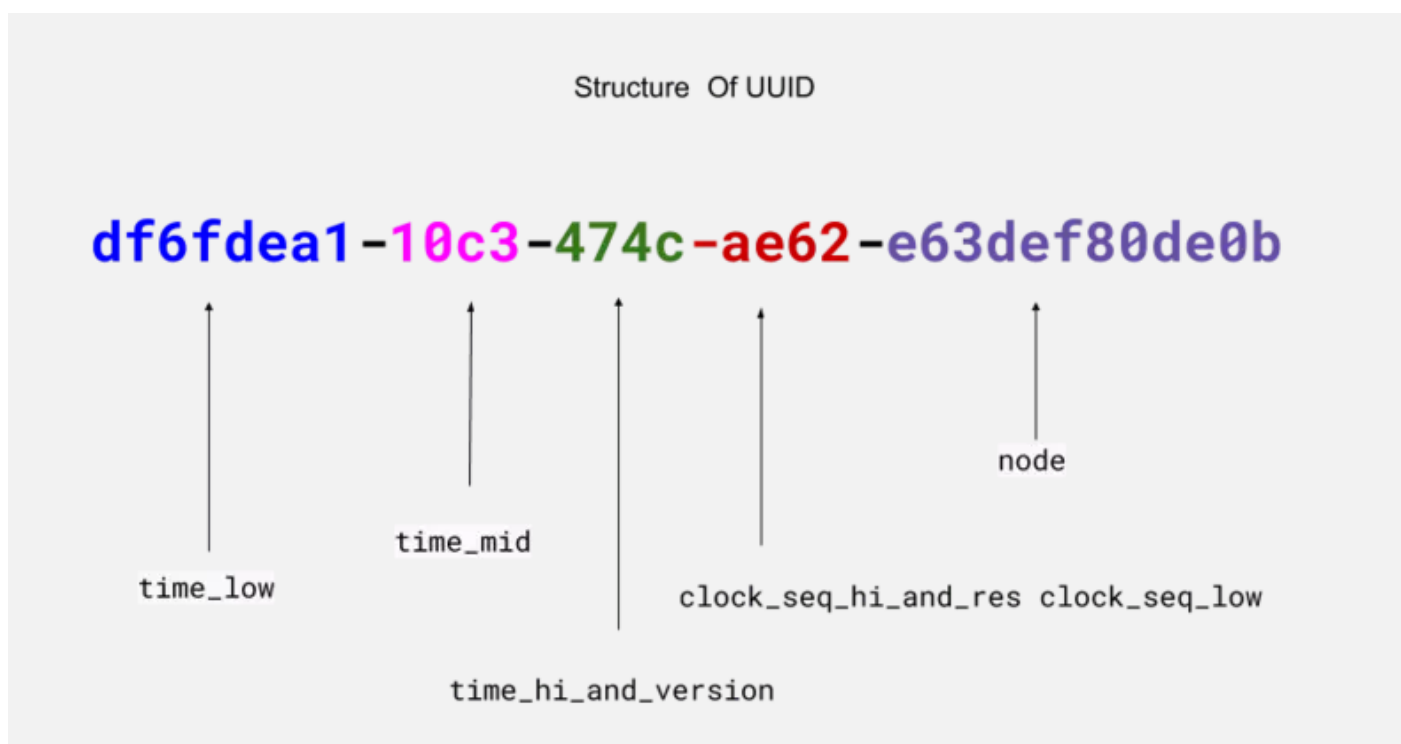 Structure Of UUID
df6fdea1-10c3-474c-ae62-e63def80de0b
node
time_mid
time_low
clock_seq_hi_and_res clock_seq_low
time_hi_and_version